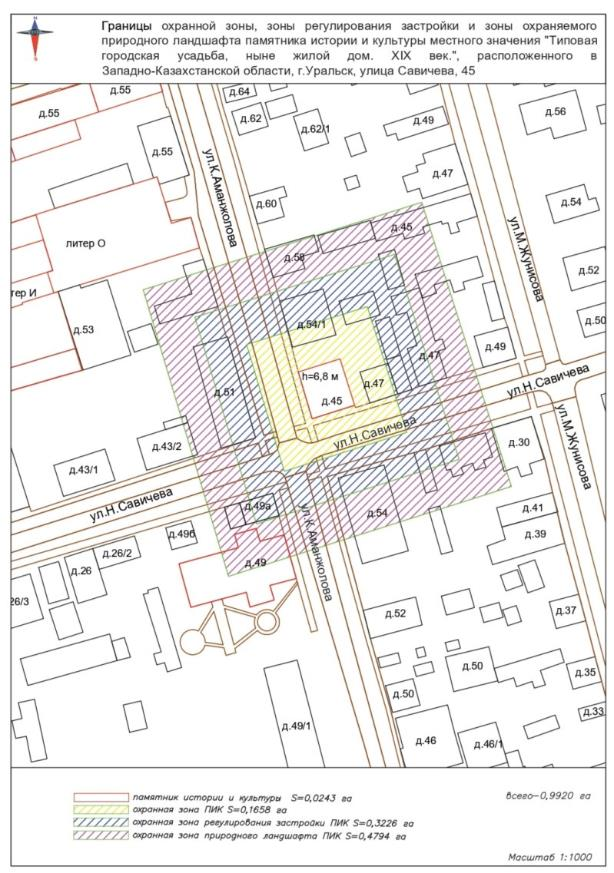 Границы охранной зоны, зоны регулирования застройки и зоны охраняемого
природного ландшафта памятника истории и культуры местного значения "Типовая
городская усадьба, ныне жилой дом. XIX век.", расположенного в
Западно-Казахстанской области, г.Уральск, улица Савичева, 45
д.55
д.64
д.55
д.62
д.62/1
д.49
д.56
д.55
ул.К.Аманжолова
д.47
д.60
д.54
д.45
литер О
д.55
ул.М.Жунисова
д.52
тер И
д.53
д.54/1
д.50
д.49
д.47
h=6,8 м
д.47
д.51
д.45
ул.Н.Савичева
ул.Н.Савичева
д.43/2
д.30
ул.М.Жунисова
д.43/1
ул.Н.Савичева
д.49а
д.54
д.41
д.49б
д.39
д.26/2
д.26
д.49
ул.К.Аманжолова
26/3
д.52
д.37
д.50
д.35
д.50
д.33
д.49/1
д.46
д.46/1
памятник истории и культуры S=0,0243 га
всего-0,9920 га
охранная зона ПИК S=0,1658 га
охранная зона регулирования застройки ПИК S=0,3226 га
охранная зона природного ландшафта ПИК S=0,4794 га
Масштаб 1:1000